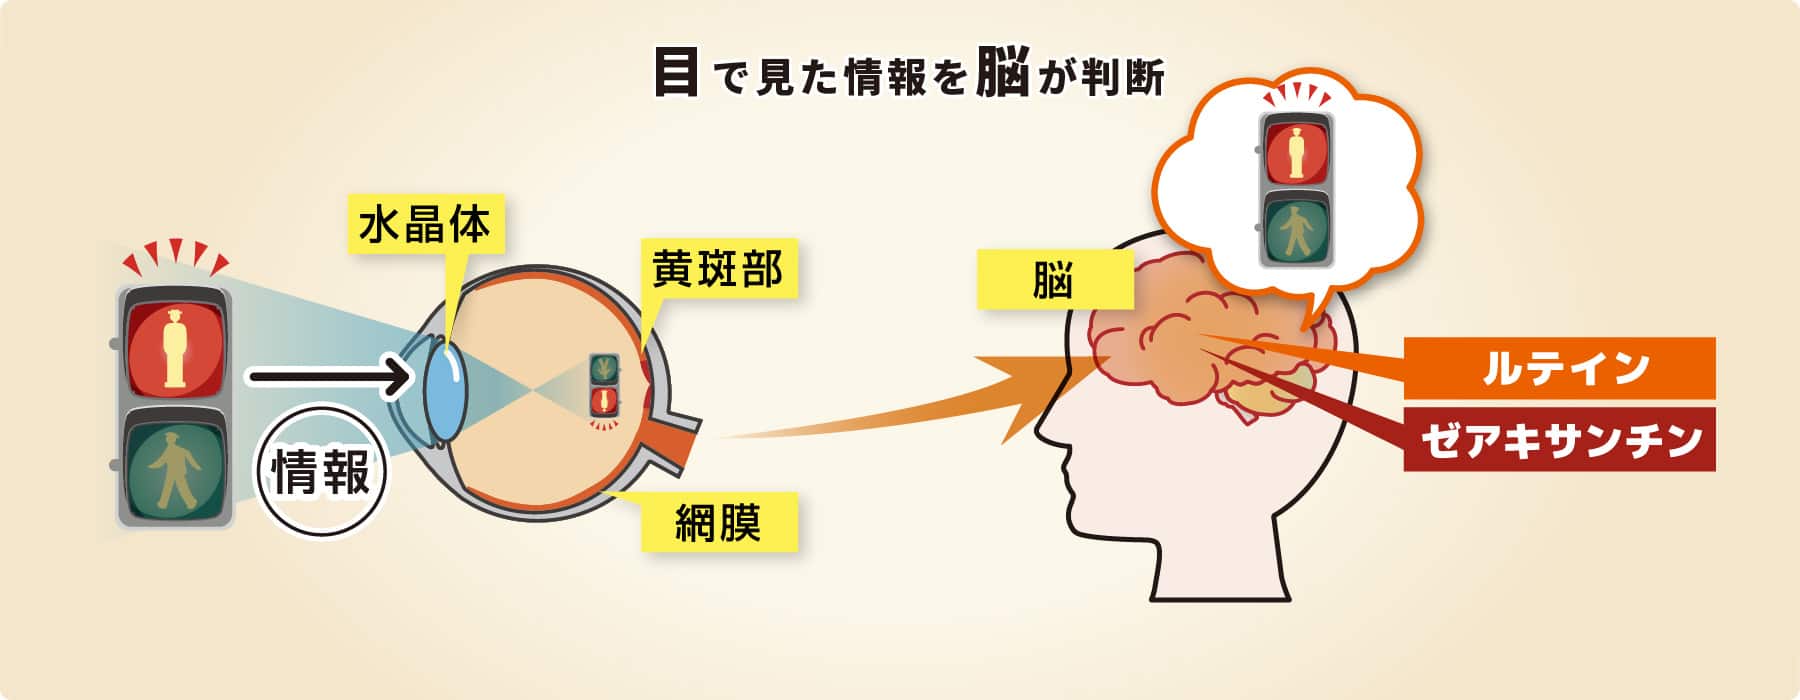 目で見た情報を脳が判断
水晶体
黄斑部
脳
ルテイン
ゼアキサンチン
情報
網膜